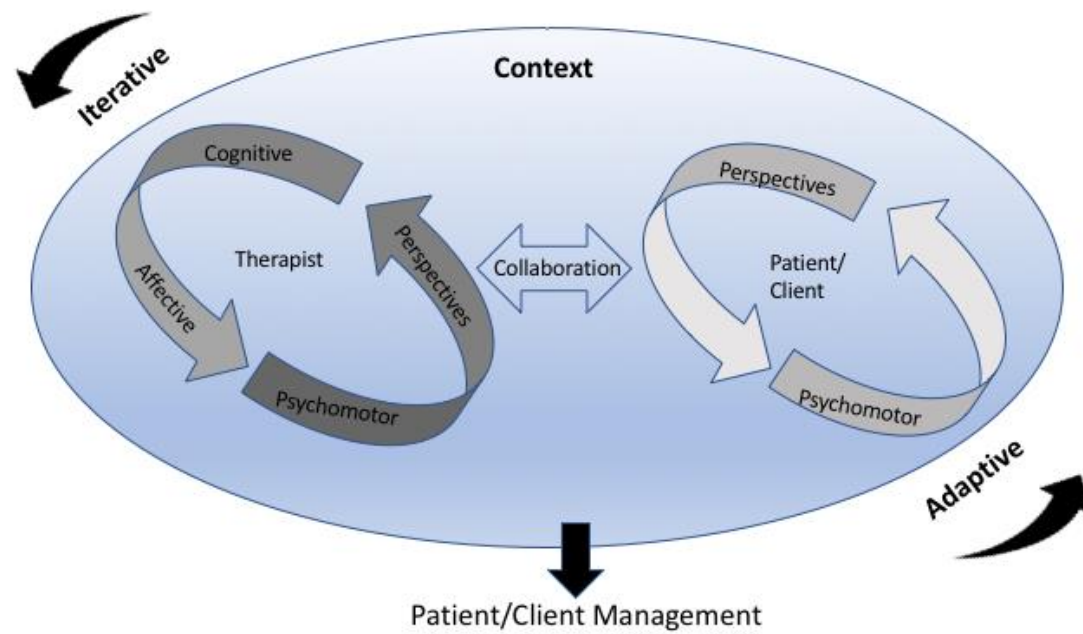 Iterative
Context
Cognitive
Perspectives
Therapist
Perspectives
Collaboration
Patient/
Client
Affective
Psychomotor
Psychomotor
Adaptive
Patient/Client Management